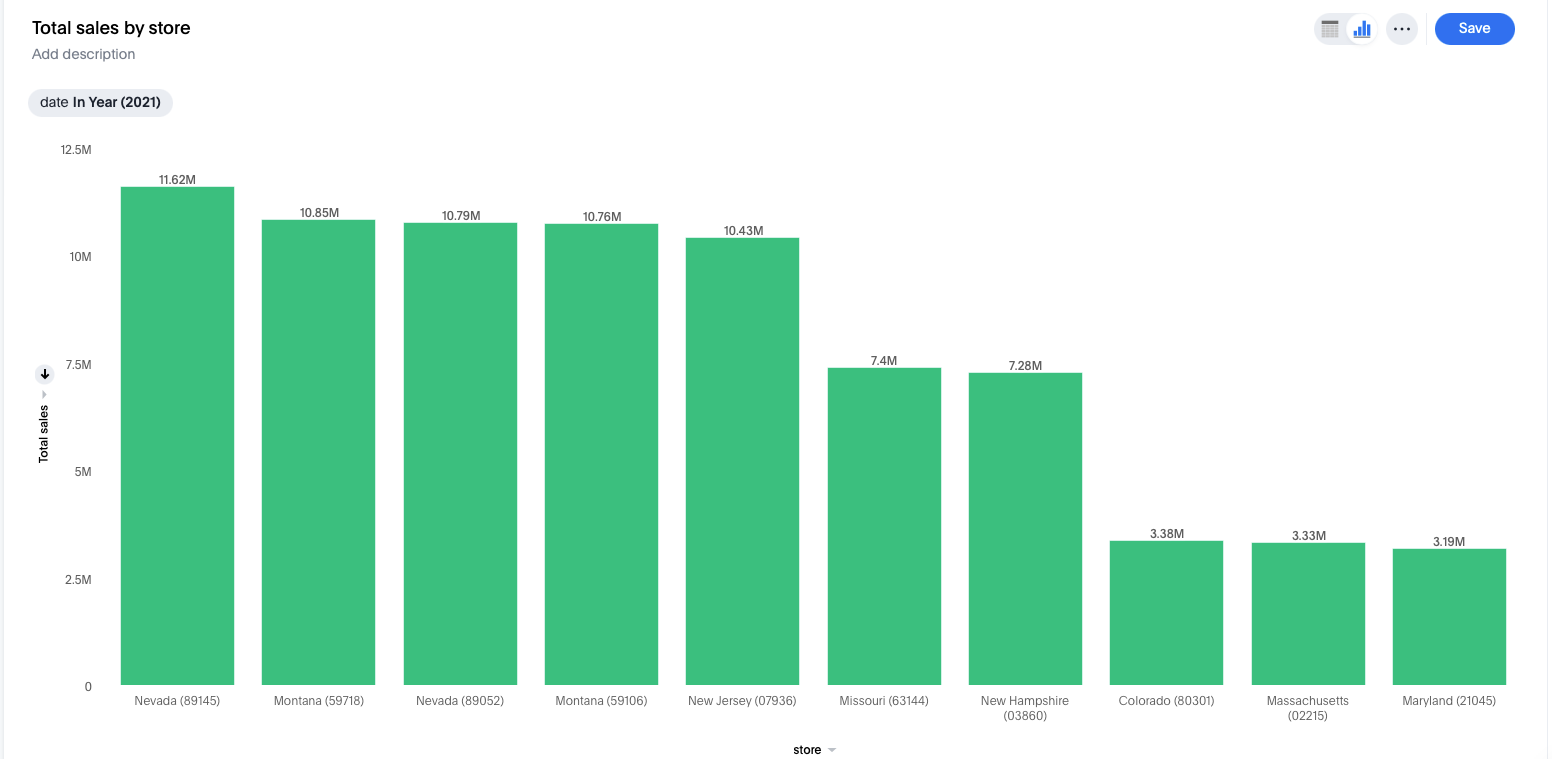 Total sales by store
Save
Add description
date In Year (2021)
12.5M
10M
7.5M
5M
2.5M
0
Total sales
11.62M
10.85M
10.79M
10.76M
10.43M
7.4M
7.28M
3.38M
3.33M
3.19M
Nevada (89145)
Montana (59718)
Nevada (89052)
Montana (59106)
New Jersey (07936)
Missouri (63144)
New Hampshire
(03860)
Colorado (80301)
Massachusetts
(02215)
Maryland (21045)
store